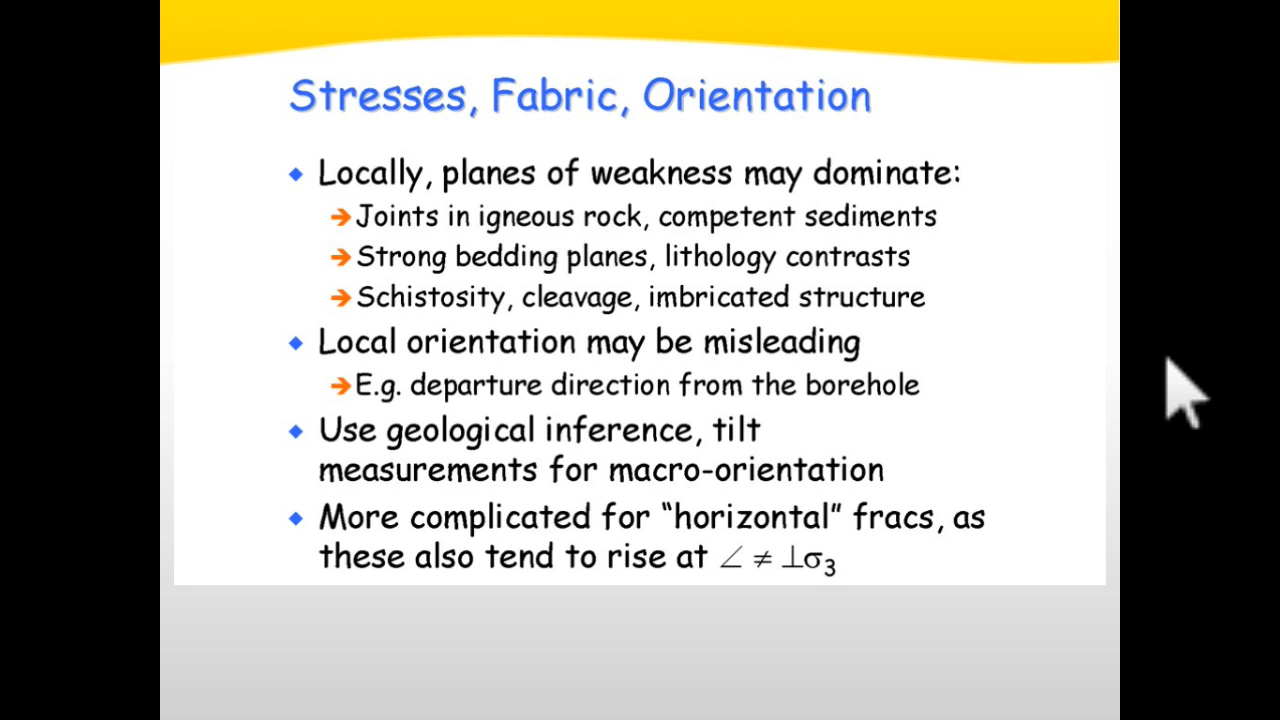 Stresses, Fabric, Orientation
Locally, planes of weakness may dominate:
Joints in igneous rock, competent sediments
Strong bedding planes, lithology contrasts
Schistosity, cleavage, imbricated structure
Local orientation may be misleading
E.g. departure direction from the borehole
Use geological inference, tilt
measurements for macro-orientation
More complicated for “horizontal” fracs, as
these also tend to rise at ∠ ≠ ⊥σ₃